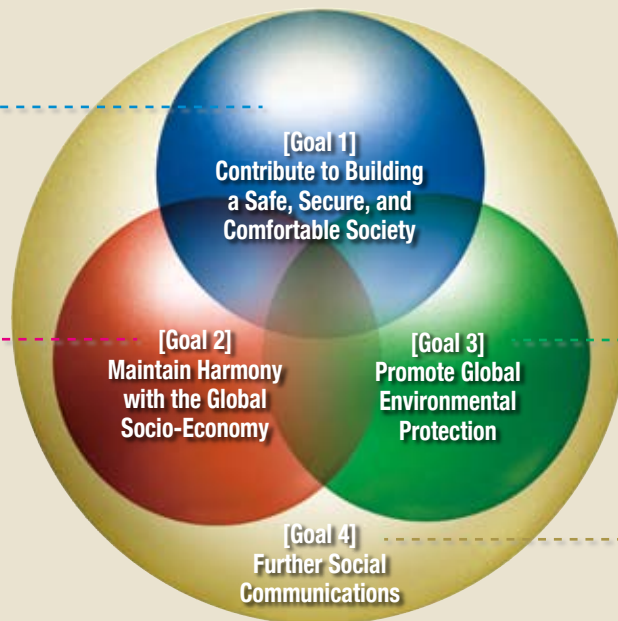 [Goal 1]
Contribute to Building
a Safe, Secure, and
Comfortable Society
[Goal 2]
Maintain Harmony
with the Global
Socio-Economy
[Goal 3]
Promote Global
Environmental
Protection
[Goal 4]
Further Social
Communications